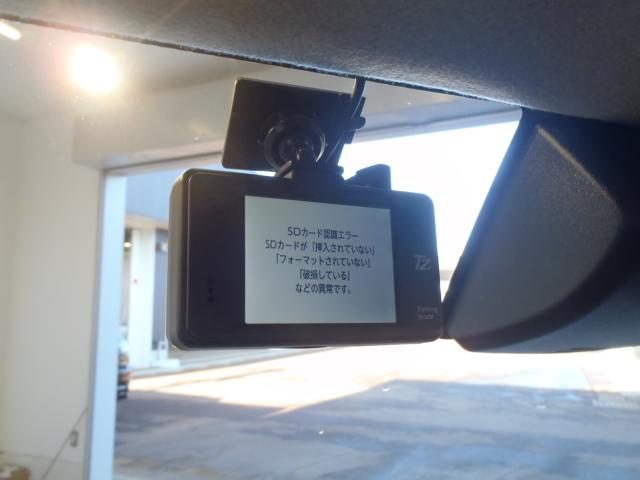 SDカード認識エラー
SDカードが「挿入されていない」
「フォーマットされていない」
「破損している」
などの異常です。
TZ
Parking
mode